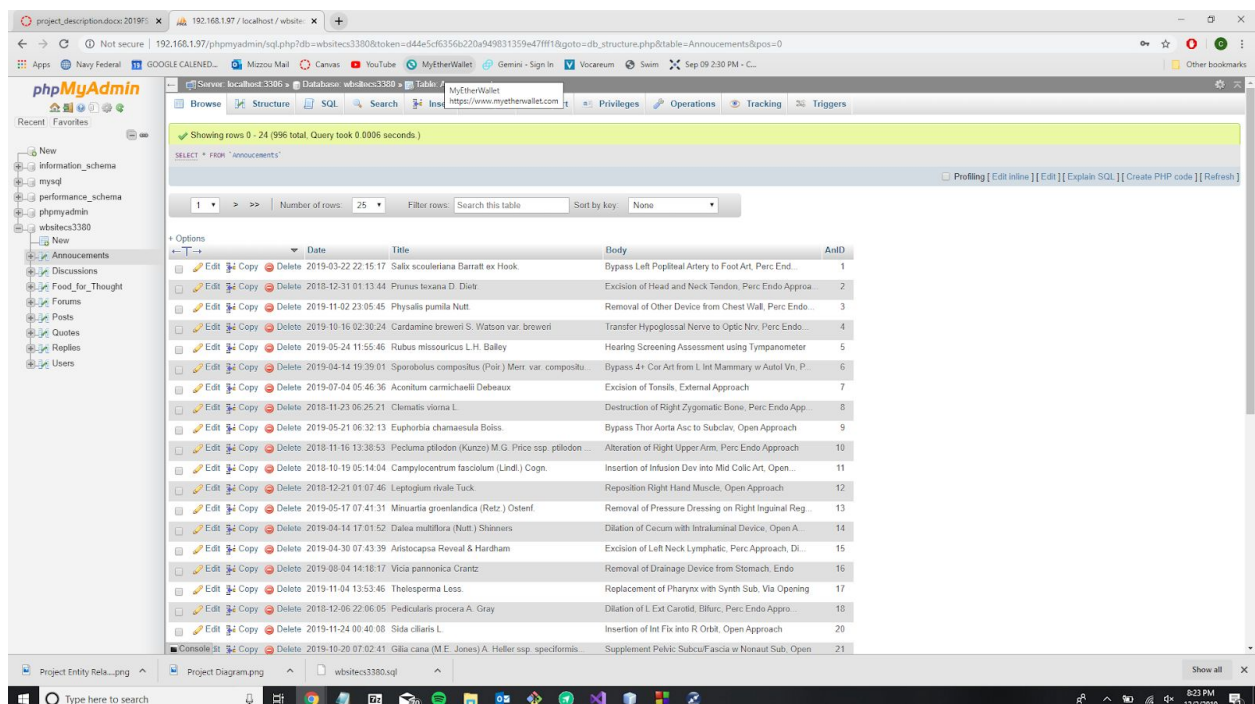 project_description.docx: 2019FS
192.168.1.97 / localhost / wbsitec
Not secure | 192.168.1.97/phpmyadmin/sql.php?db=wbsitecs3380&token=d44e5cf6356b220a949831359e47fff1&goto=db_structure.php&table=Annoucements&pos=0
Apps Navy Federal GOOGLE CALENED... Mizzou Mail Canvas YouTube MyEtherWallet Gemini - Sign In Vocareum Swim Sep 09 2:30 PM - C... Other bookmarks
phpMyAdmin
Recent Favorites
New
information_schema
mysql
performance_schema
phpmyadmin
wbsitecs3380
New
Annoucements
Discussions
Food_for_Thought
Forums
Posts
Quotes
Replies
Users
Server: localhost:3306 » Database: wbsitecs3380 » Table: A
MyEtherWallet
https://www.myetherwallet.com
Browse Structure SQL Search Inse rt Privileges Operations Tracking Triggers
Showing rows 0 - 24 (996 total, Query took 0.0006 seconds.)
SELECT * FROM `Annoucements`
Profiling [ Edit inline ] [ Edit ] [ Explain SQL ] [ Create PHP code ] [ Refresh ]
1 > >> Number of rows: 25 Filter rows: Search this table Sort by key: None
+ Options
←T→ Date Title Body AnID
Edit Copy Delete 2019-03-22 22:15:17 Salix scouleriana Barratt ex Hook. Bypass Left Popliteal Artery to Foot Art, Perc End... 1
Edit Copy Delete 2018-12-31 01:13:44 Prunus texana D. Dietr. Excision of Head and Neck Tendon, Perc Endo Approa... 2
Edit Copy Delete 2019-11-02 23:05:45 Physalis pumila Nutt. Removal of Other Device from Chest Wall, Perc Endo... 3
Edit Copy Delete 2019-10-16 02:30:24 Cardamine breweri S. Watson var. breweri Transfer Hypoglossal Nerve to Optic Nrv, Perc Endo... 4
Edit Copy Delete 2019-05-24 11:55:46 Rubus missouricus L.H. Bailey Hearing Screening Assessment using Tympanometer 5
Edit Copy Delete 2019-04-14 19:39:01 Sporobolus compositus (Poir.) Merr. var. compositu... Bypass 4+ Cor Art from L Int Mammary w Autol Vn, P... 6
Edit Copy Delete 2019-07-04 05:46:36 Aconitum carmichaelii Debeaux Excision of Tonsils, External Approach 7
Edit Copy Delete 2018-11-23 06:25:21 Clematis viorna L. Destruction of Right Zygomatic Bone, Perc Endo App... 8
Edit Copy Delete 2019-05-21 06:32:13 Euphorbia chamaesula Boiss. Bypass Thor Aorta Asc to Subclav, Open Approach 9
Edit Copy Delete 2018-11-16 13:38:53 Pecluma ptilodon (Kunze) M.G. Price ssp. ptilodon ... Alteration of Right Upper Arm, Perc Endo Approach 10
Edit Copy Delete 2018-10-19 05:14:04 Campylocentrum fasciolum (Lindl.) Cogn. Insertion of Infusion Dev into Mid Colic Art, Open... 11
Edit Copy Delete 2018-12-21 01:07:46 Leptogium rivale Tuck. Reposition Right Hand Muscle, Open Approach 12
Edit Copy Delete 2019-05-17 07:41:31 Minuartia groenlandica (Retz.) Ostenf. Removal of Pressure Dressing on Right Inguinal Reg... 13
Edit Copy Delete 2019-04-14 17:01:52 Dalea multiflora (Nutt.) Shinners Dilation of Cecum with Intraluminal Device, Open A... 14
Edit Copy Delete 2019-04-30 07:43:39 Aristocapsa Reveal & Hardham Excision of Left Neck Lymphatic, Perc Approach, Di... 15
Edit Copy Delete 2019-08-04 14:18:17 Vicia pannonica Crantz Removal of Drainage Device from Stomach, Endo 16
Edit Copy Delete 2019-11-04 13:53:46 Thelesperma Less. Replacement of Pharynx with Synth Sub, Via Opening 17
Edit Copy Delete 2018-12-06 22:06:05 Pedicularis procera A. Gray Dilation of L Ext Carotid, Bifurc, Perc Endo Appro... 18
Edit Copy Delete 2019-11-24 00:40:08 Sida ciliaris L. Insertion of Int Fix into R Orbit, Open Approach 20
Console it Copy Delete 2019-10-20 07:02:41 Gilia cana (M.E. Jones) A. Heller ssp. speciformis... Supplement Pelvic Subcu/Fascia w Nonaut Sub, Open 21
Project Entity Rela....png Project Diagram.png wbsitecs3380.sql Show all
Type here to search 8:23 PM